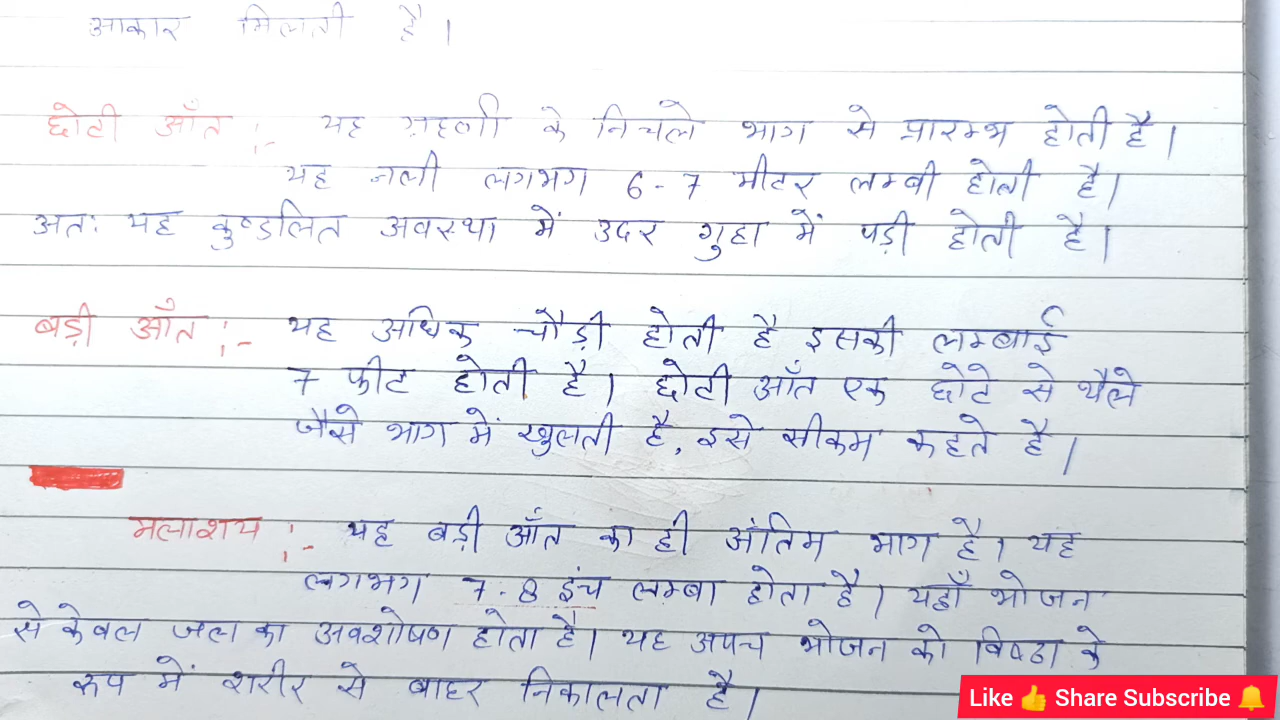 आकार मिलती है।
छोटी आँत :- यह ग्रहणी के निचले भाग से प्रारम्भ होती है।
यह नली लगभग 6-7 मीटर लम्बी होती है।
अतः यह कुण्डलित अवस्था में उदर गुहा में पड़ी होती है।
बड़ी आँत :- यह अधिक चौड़ी होती है इसकी लम्बाई
7 फीट होती है। छोटी आँत एक छोटे से थैले
जैसे भाग में खुलती है, इसे सीकम कहते है।
मलाशय :- यह बड़ी आँत का ही अंतिम भाग है। यह
लगभग 7-8 इंच लम्बा होता है। यहाँ भोजन
से केवल जल का अवशोषण होता है। यह अपच भोजन को विष्ठा के
रूप में शरीर से बाहर निकालता है।
Like 👍 Share Subscribe 🔔